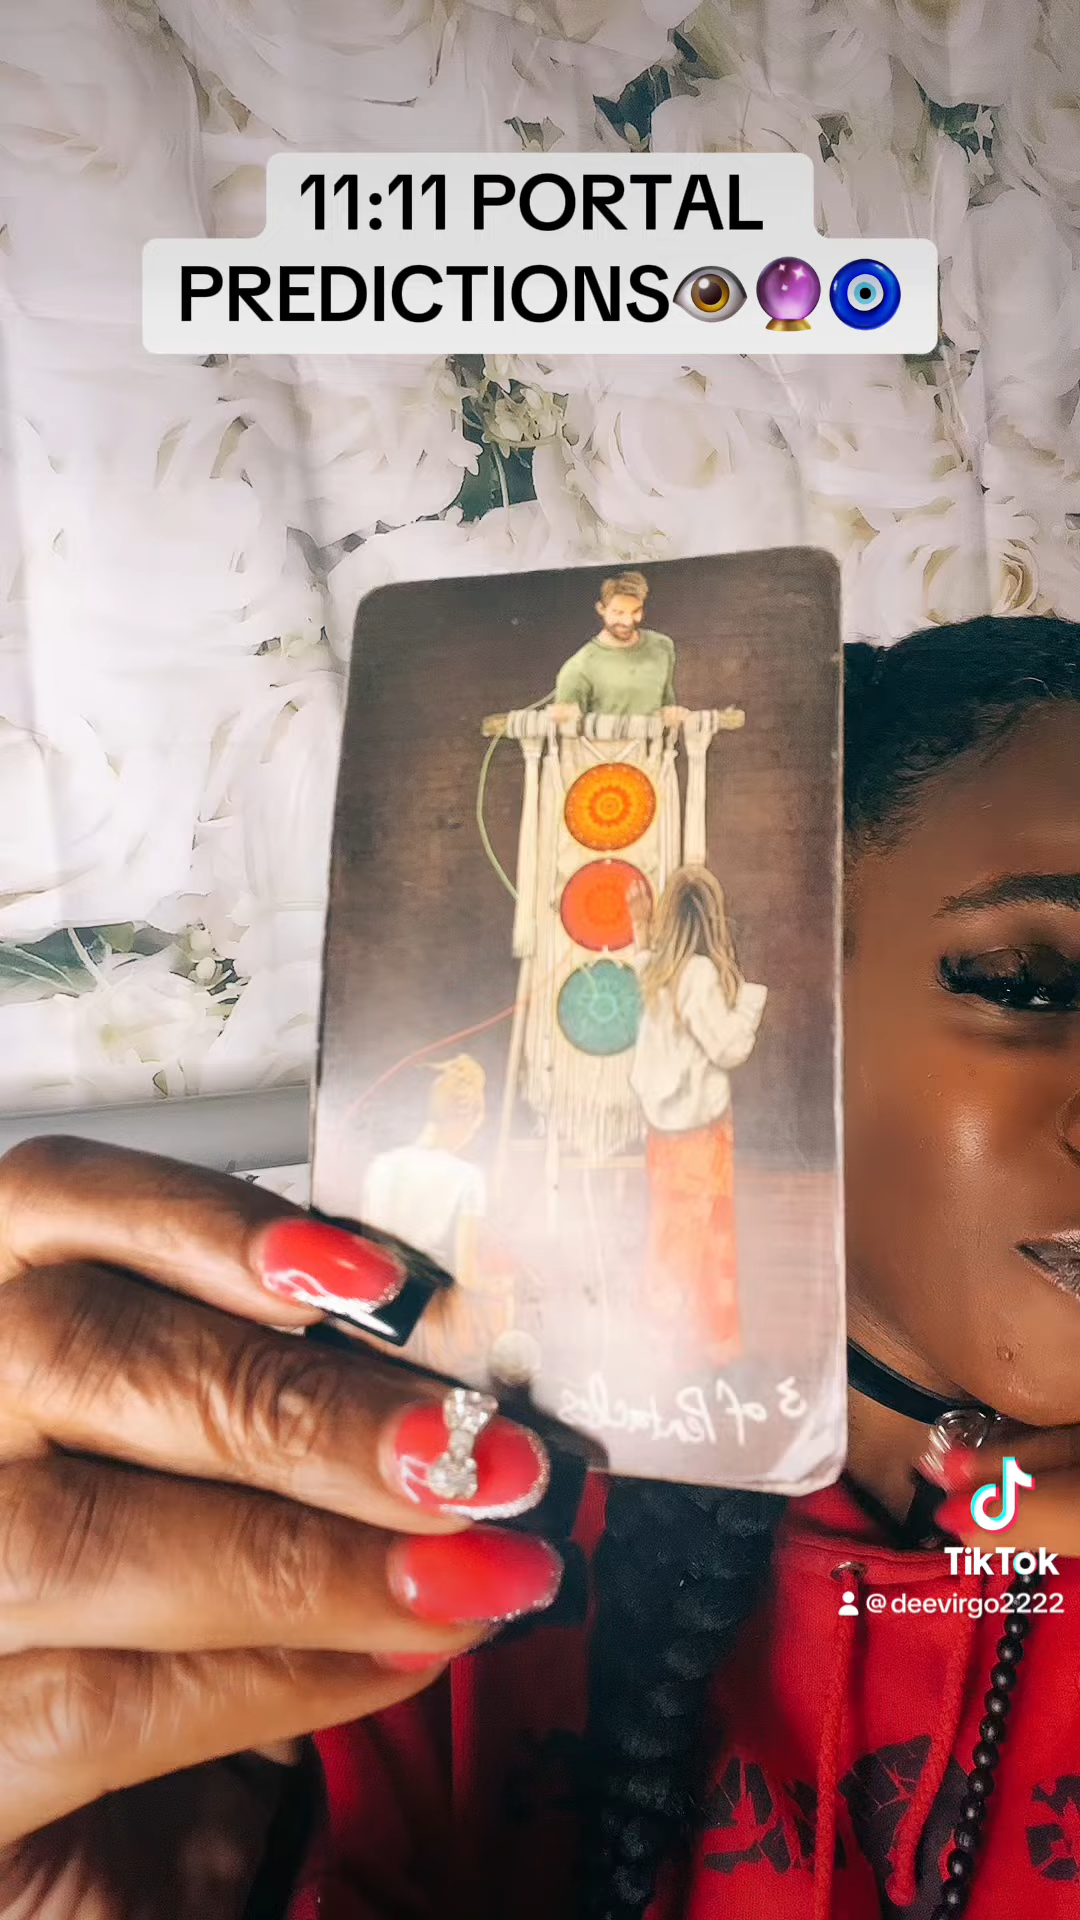 11:11 PORTAL
PREDICTIONS👁️🔮🧿
3 of Pentacles
TikTok
@deevirgo2222